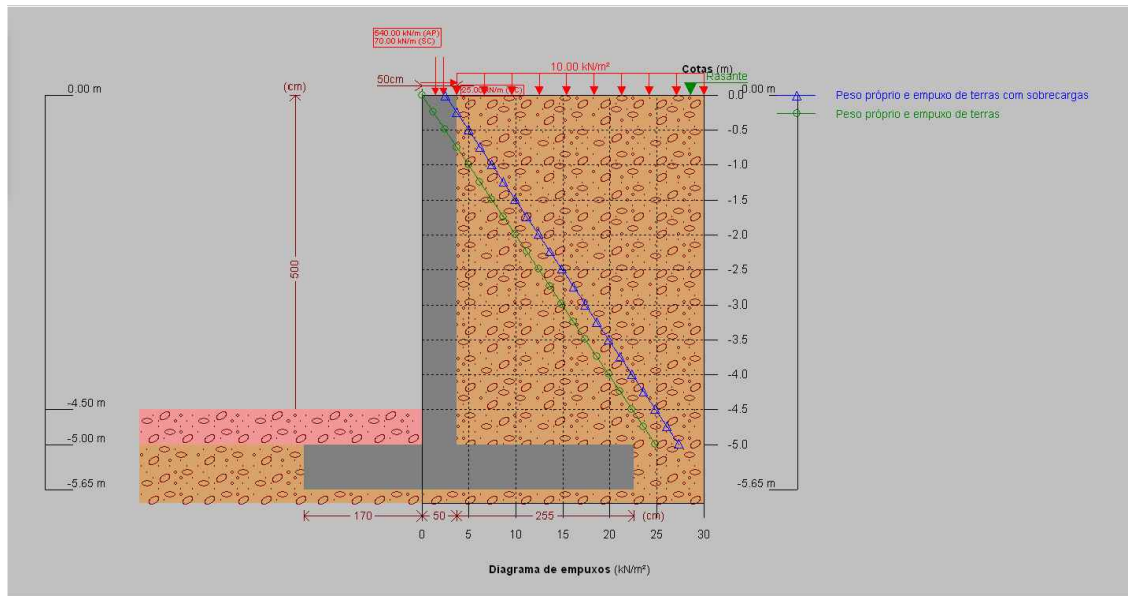 640.00 kN/m (AP)
70.00 kN/m (SC)
10.00 kN/m²
Cotas (m)
Rasante
50cm
0.00 m
(cm)
0.0
0.00 m
Peso próprio e empuxo de terras com sobrecargas
Peso próprio e empuxo de terras
-0.5
-1.0
-1.5
-2.0
-2.5
500
-3.0
-3.5
-4.0
-4.50 m
-4.5
-5.00 m
-5.0
-5.65 m
-5.65 m
170
50
255
(cm)
0
5
10
15
20
25
30
Diagrama de empuxos (kN/m²)